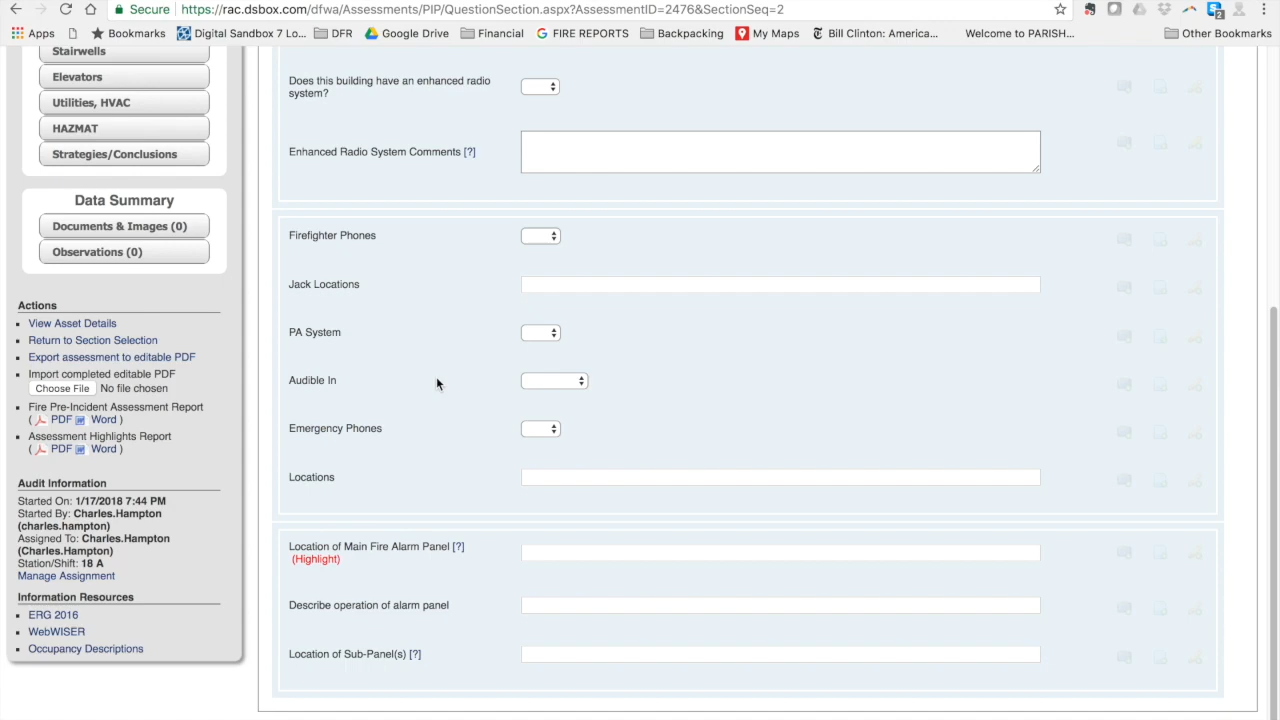 Secure
https://rac.dsbox.com/dfwa/Assessments/PIP/QuestionSection.aspx?AssessmentID=2476&SectionSeq=2
2
Apps
Bookmarks
Digital Sandbox 7 Lo...
DFR
Google Drive
Financial
FIRE REPORTS
Backpacking
My Maps
Bill Clinton: America...
Welcome to PARISH...
Other Bookmarks
Stairwells
Elevators
Utilities, HVAC
HAZMAT
Strategies/Conclusions
Data Summary
Documents & Images (0)
Observations (0)
Actions
View Asset Details
Return to Section Selection
Export assessment to editable PDF
Import completed editable PDF
Choose File No file chosen
Fire Pre-Incident Assessment Report
( PDF Word )
Assessment Highlights Report
( PDF Word )
Audit Information
Started On: 1/17/2018 7:44 PM
Started By: Charles.Hampton
(charles.hampton)
Assigned To: Charles.Hampton
(Charles.Hampton)
Station/Shift: 18 A
Manage Assignment
Information Resources
ERG 2016
WebWISER
Occupancy Descriptions
Does this building have an enhanced radio
system?
Enhanced Radio System Comments [?]
Firefighter Phones
Jack Locations
PA System
Audible In
Emergency Phones
Locations
Location of Main Fire Alarm Panel [?]
(Highlight)
Describe operation of alarm panel
Location of Sub-Panel(s) [?]